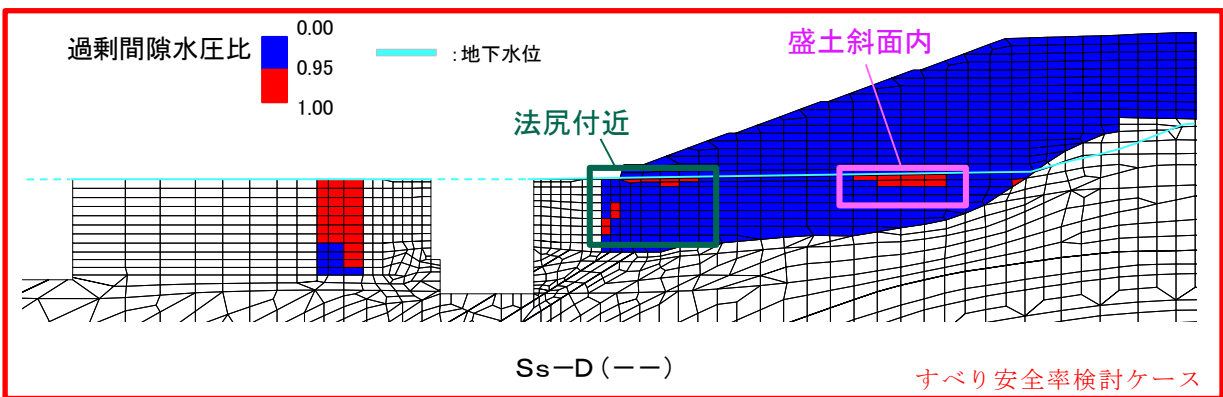 過剰間隙水圧比
0.00
0.95
1.00
:地下水位
盛土斜面内
法尻付近
Ss-D(--)
すべり安全率検討ケース